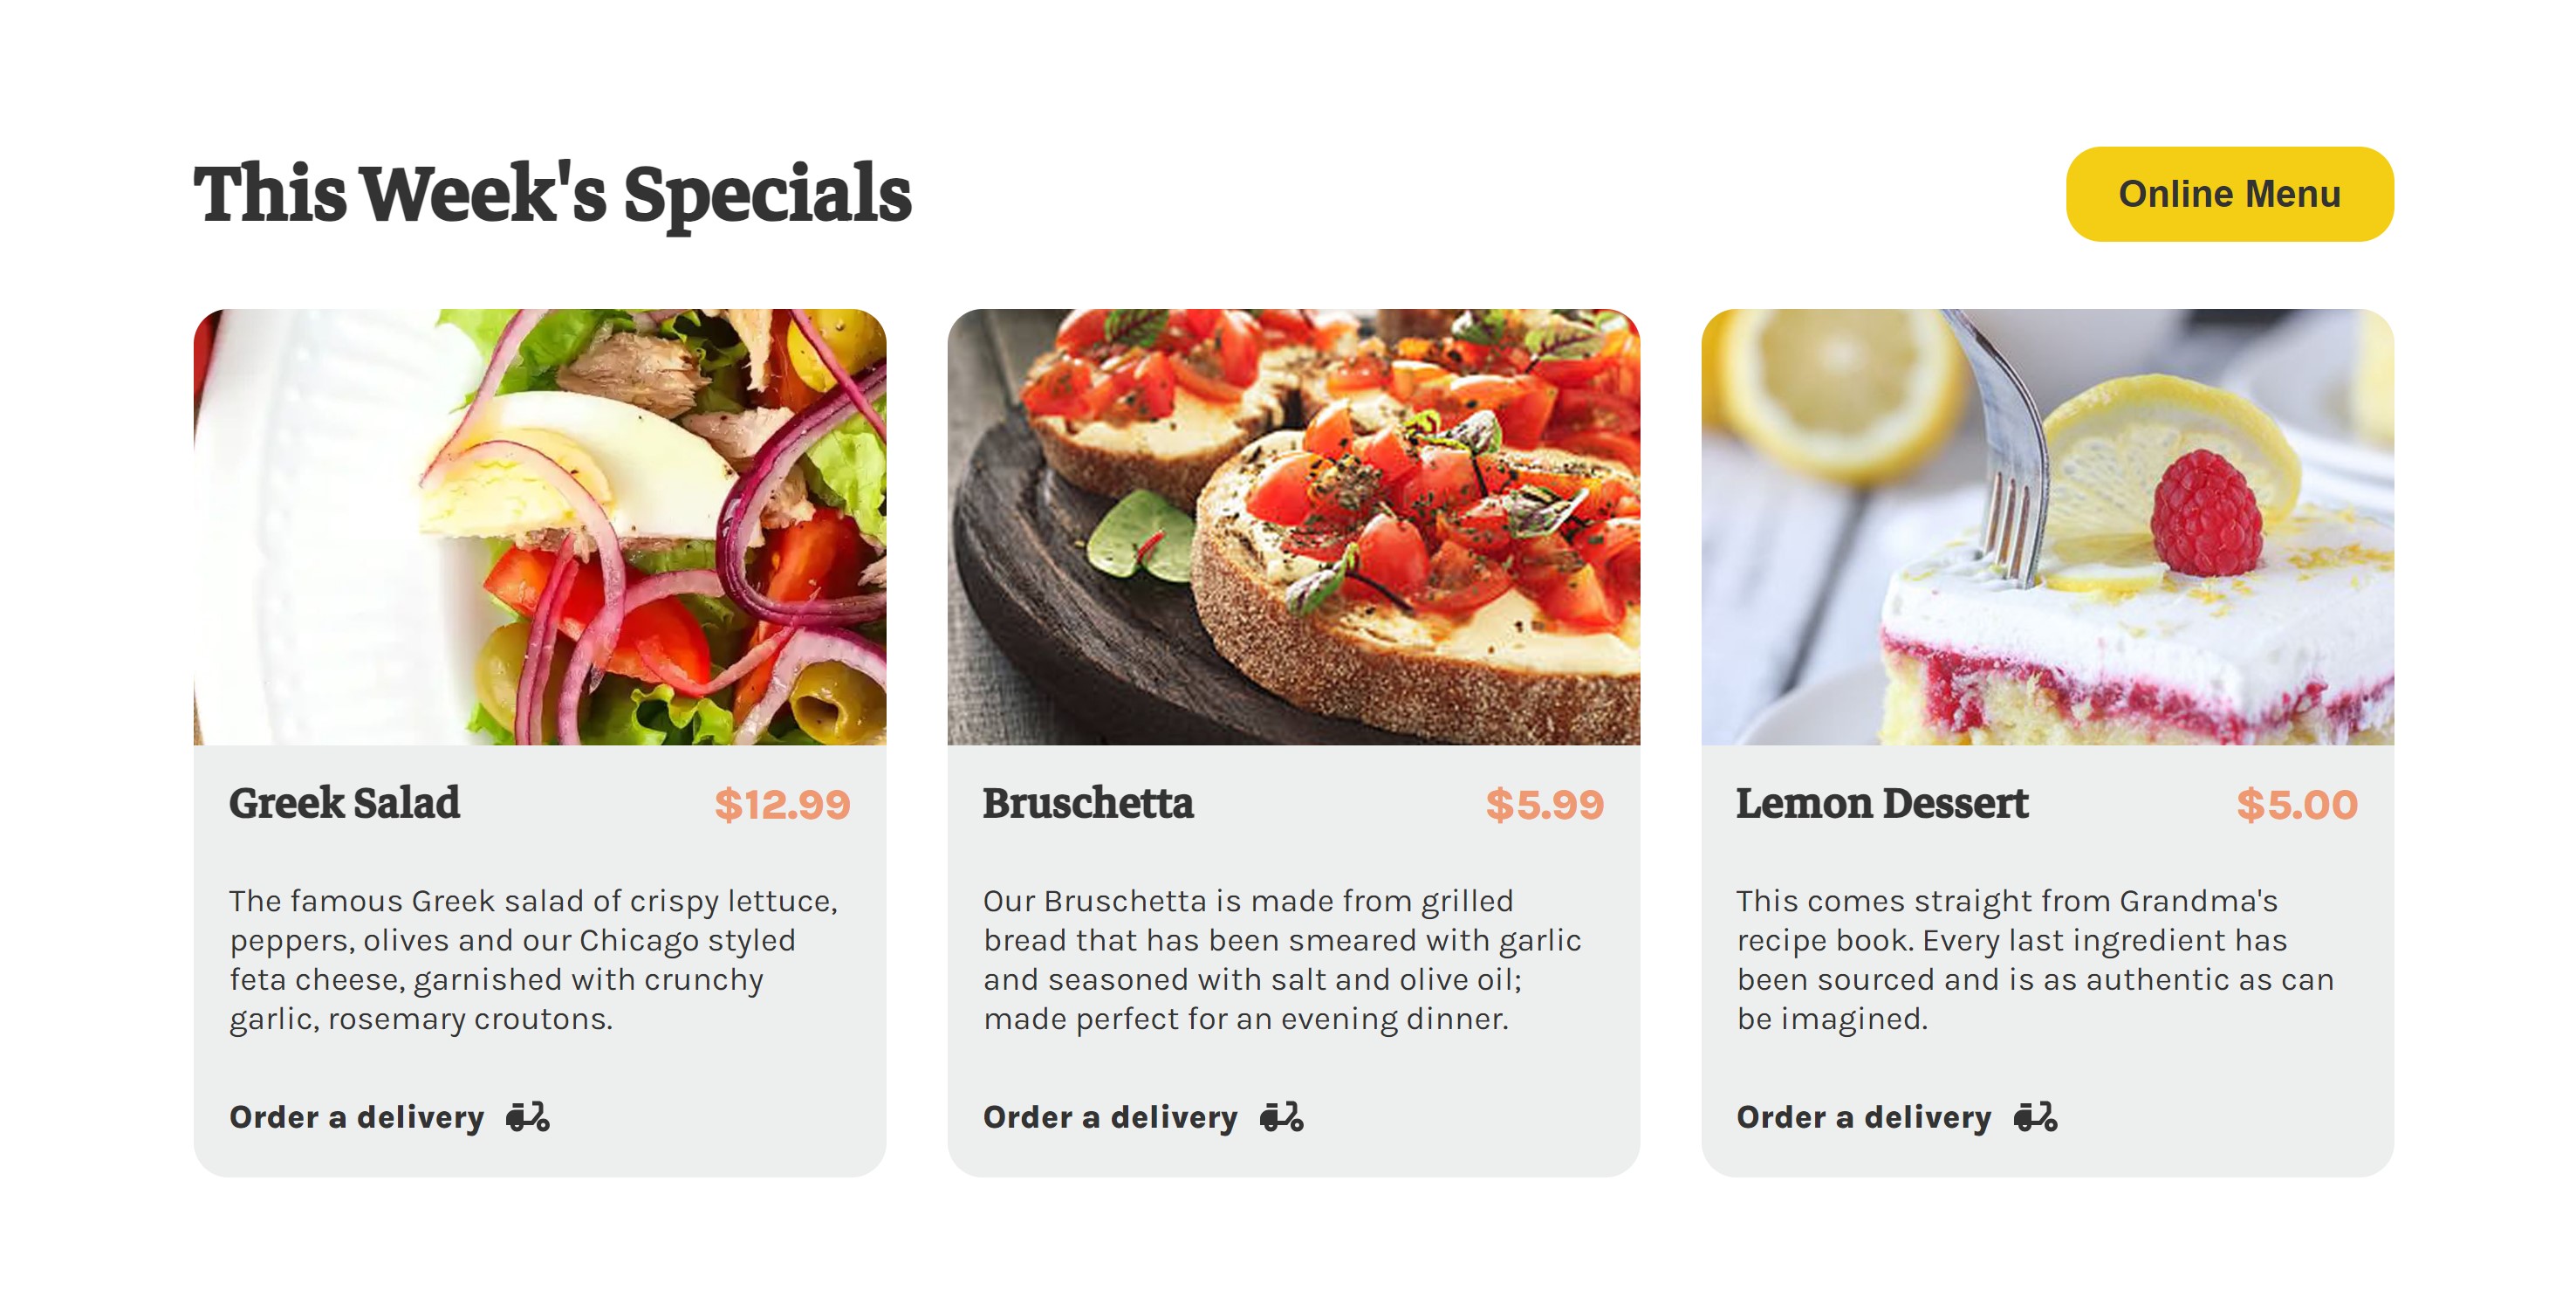 This Week's Specials
Online Menu
Greek Salad
$12.99
The famous Greek salad of crispy lettuce,
peppers, olives and our Chicago styled
feta cheese, garnished with crunchy
garlic, rosemary croutons.
Order a delivery
Bruschetta
$5.99
Our Bruschetta is made from grilled
bread that has been smeared with garlic
and seasoned with salt and olive oil;
made perfect for an evening dinner.
Order a delivery
Lemon Dessert
$5.00
This comes straight from Grandma's
recipe book. Every last ingredient has
been sourced and is as authentic as can
be imagined.
Order a delivery